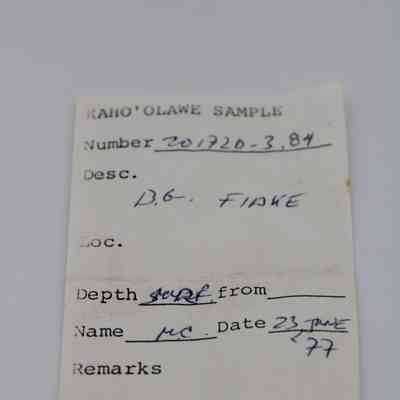 KAHO'OLAWE SAMPLE
Number 201720-3,84
Desc.
B.G. FLAKE
Loc.
Depth surf from
Name MC Date 23 JUNE
77
Remarks